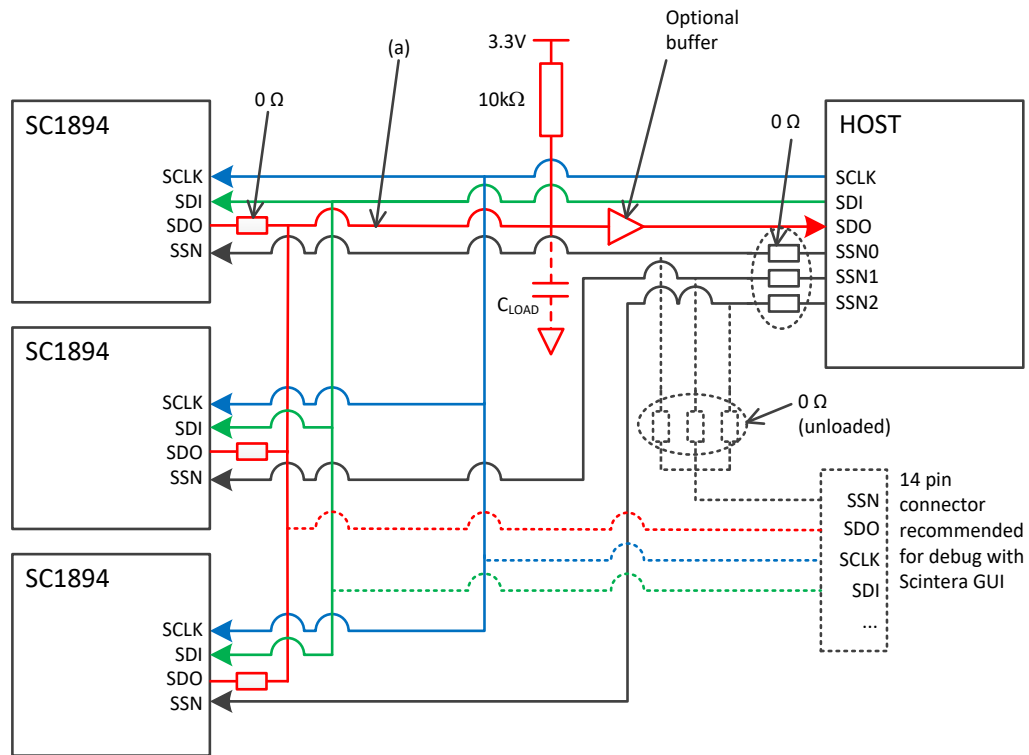 Optional
buffer
3.3V
(a)
0 Ω
10kΩ
0 Ω
SC1894
SCLK
SDI
SDO
SSN
HOST
SCLK
SDI
SDO
SSN0
SSN1
SSN2
CLOAD
SC1894
SCLK
SDI
SDO
SSN
0 Ω
(unloaded)
SSN
SDO
SCLK
SDI
...
14 pin
connector
recommended
for debug with
Scintera GUI
SC1894
SCLK
SDI
SDO
SSN